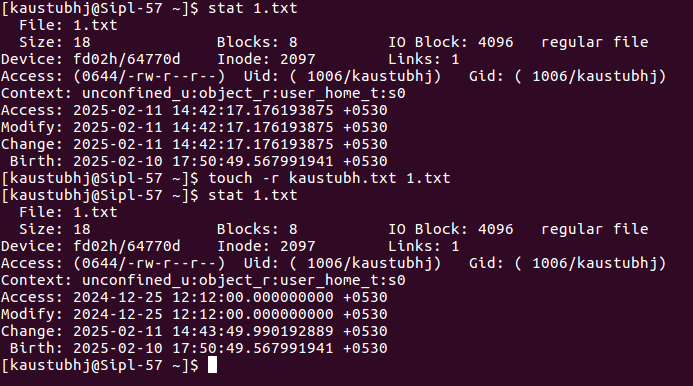 [kaustubhj@Sipl-57 ~]$ stat 1.txt
  File: 1.txt
  Size: 18              Blocks: 8          IO Block: 4096   regular file
Device: fd02h/64770d    Inode: 2097        Links: 1
Access: (0644/-rw-r--r--)  Uid: ( 1006/kaustubhj)   Gid: ( 1006/kaustubhj)
Context: unconfined_u:object_r:user_home_t:s0
Access: 2025-02-11 14:42:17.176193875 +0530
Modify: 2025-02-11 14:42:17.176193875 +0530
Change: 2025-02-11 14:42:17.176193875 +0530
 Birth: 2025-02-10 17:50:49.567991941 +0530
[kaustubhj@Sipl-57 ~]$ touch -r kaustubh.txt 1.txt
[kaustubhj@Sipl-57 ~]$ stat 1.txt
  File: 1.txt
  Size: 18              Blocks: 8          IO Block: 4096   regular file
Device: fd02h/64770d    Inode: 2097        Links: 1
Access: (0644/-rw-r--r--)  Uid: ( 1006/kaustubhj)   Gid: ( 1006/kaustubhj)
Context: unconfined_u:object_r:user_home_t:s0
Access: 2024-12-25 12:12:00.000000000 +0530
Modify: 2024-12-25 12:12:00.000000000 +0530
Change: 2025-02-11 14:43:49.990192889 +0530
 Birth: 2025-02-10 17:50:49.567991941 +0530
[kaustubhj@Sipl-57 ~]$